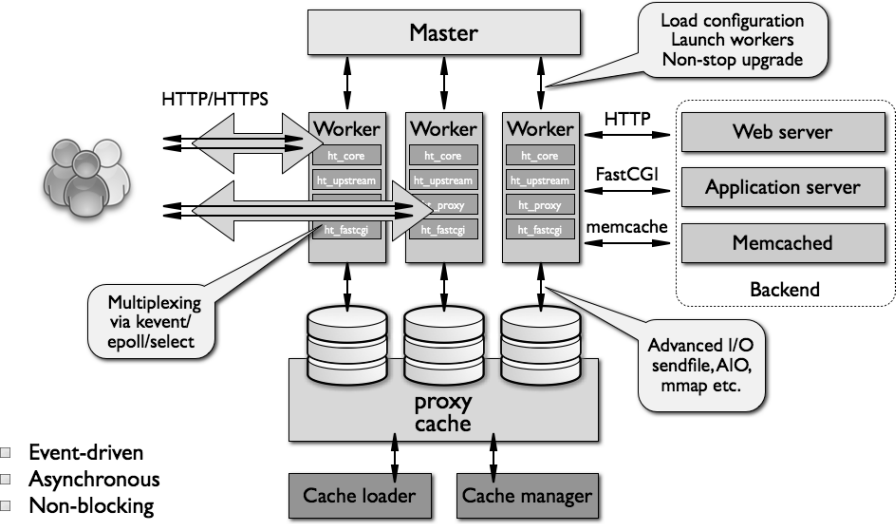 Master
Load configuration
Launch workers
Non-stop upgrade
HTTP/HTTPS
Worker
ht_core
ht_upstream
ht_fastcgi
Worker
ht_core
ht_upstream
ht_proxy
ht_fastcgi
Worker
ht_core
ht_upstream
ht_proxy
ht_fastcgi
HTTP
FastCGI
memcache
Web server
Application server
Memcached
Backend
Multiplexing
via kevent/
epoll/select
Advanced I/O
sendfile, AIO,
mmap etc.
proxy
cache
Cache loader
Cache manager
Event-driven
Asynchronous
Non-blocking